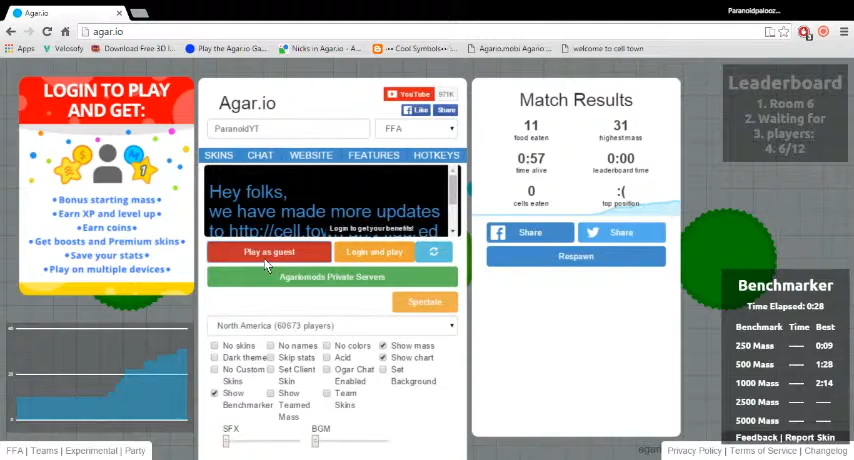 Agar.io
Paranoidpalooz...
agar.io
Apps
Velosofy
Download Free 3D I...
Play the Agar.io Ga...
Nicks in Agar.io - A...
·-· Cool Symbols-·
Agario.mobi Agario ...
welcome to cell town
LOGIN TO PLAY
AND GET:
• Bonus starting mass •
• Earn XP and level up •
• Earn coins •
• Get boosts and Premium skins •
• Save your stats •
• Play on multiple devices •
Agar.io
YouTube 971K
Like Share
ParanoidYT
FFA
SKINS CHAT WEBSITE FEATURES HOTKEYS
Hey folks,
we have made more updates
Login to get your benefits!
Play as guest
Login and play
Agariomods Private Servers
Spectate
North America (60673 players)
No skins
No names
No colors
Show mass
Dark theme
Skip stats
Acid
Show chart
No Custom Skins
Set Client Skin
Ogar Chat Enabled
Set Background
Show Benchmarker
Show Teamed Mass
Team Skins
SFX
BGM
Match Results
11
food eaten
31
highest mass
0:57
time alive
0:00
leaderboard time
0
cells eaten
:(
top position
Share
Share
Respawn
Leaderboard
1. Room 6
2. Waiting for
3. players:
4. 6/12
Benchmarker
Time Elapsed: 0:28
Benchmark Time Best
250 Mass — 0:09
500 Mass — 1:28
1000 Mass — 2:14
2500 Mass — —
5000 Mass — —
Feedback | Report Skin
FFA | Teams | Experimental | Party
Privacy Policy | Terms of Service | Changelog